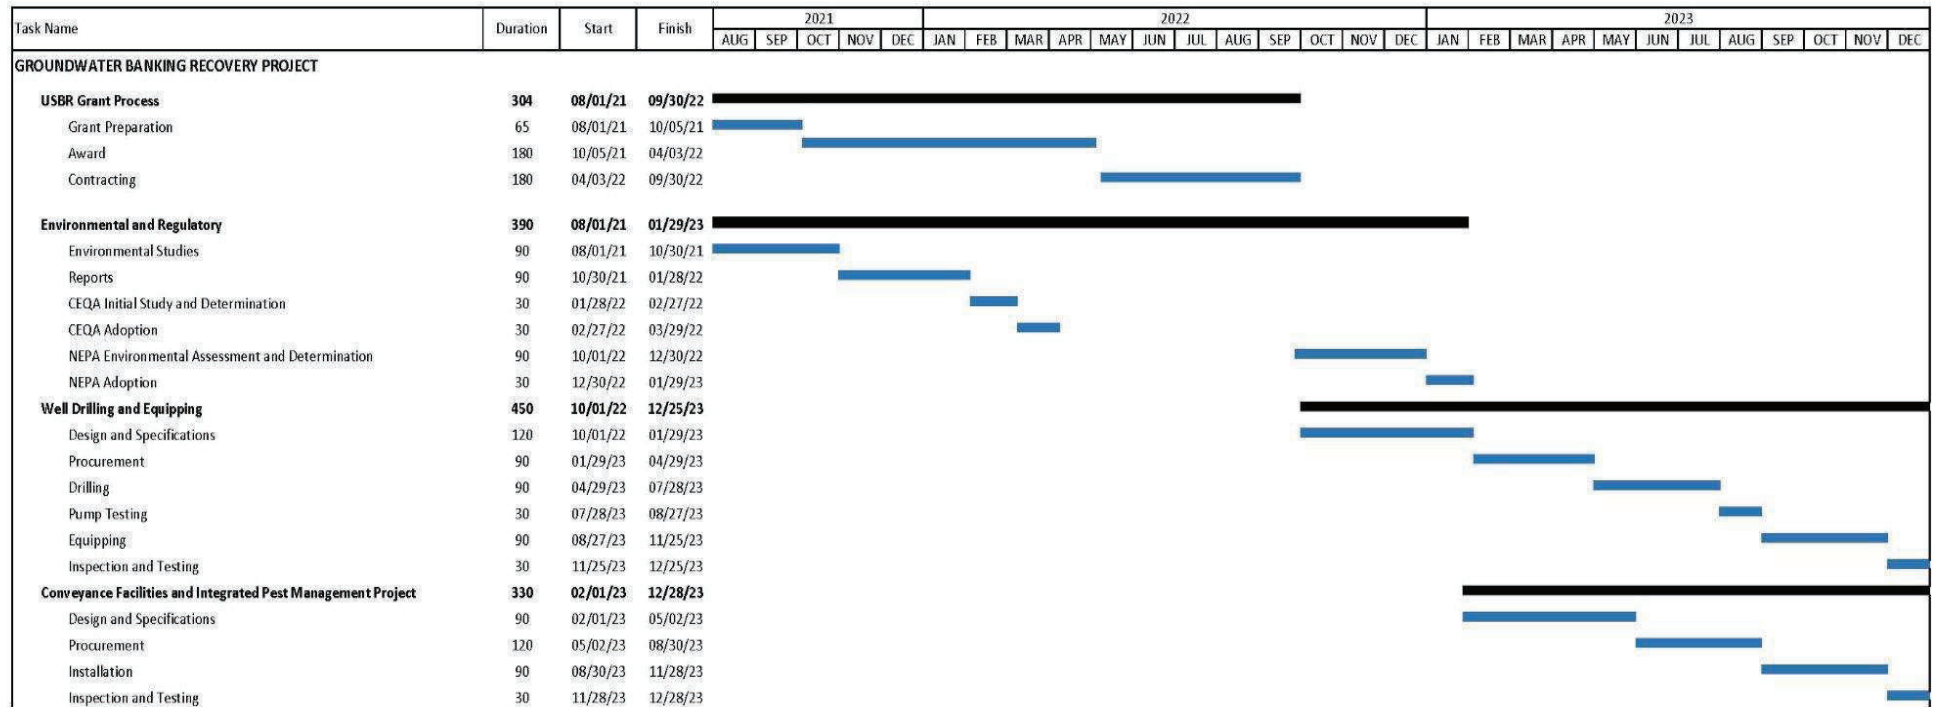 Task Name Duration Start Finish 2021 2022 2023
AUG SEP OCT NOV DEC JAN FEB MAR APR MAY JUN JUL AUG SEP OCT NOV DEC JAN FEB MAR APR MAY JUN JUL AUG SEP OCT NOV DEC
GROUNDWATER BANKING RECOVERY PROJECT
USBR Grant Process 304 08/01/21 09/30/22
Grant Preparation 65 08/01/21 10/05/21
Award 180 10/05/21 04/03/22
Contracting 180 04/03/22 09/30/22
Environmental and Regulatory 390 08/01/21 01/29/23
Environmental Studies 90 08/01/21 10/30/21
Reports 90 10/30/21 01/28/22
CEQA Initial Study and Determination 30 01/28/22 02/27/22
CEQA Adoption 30 02/27/22 03/29/22
NEPA Environmental Assessment and Determination 90 10/01/22 12/30/22
NEPA Adoption 30 12/30/22 01/29/23
Well Drilling and Equipping 450 10/01/22 12/25/23
Design and Specifications 120 10/01/22 01/29/23
Procurement 90 01/29/23 04/29/23
Drilling 90 04/29/23 07/28/23
Pump Testing 30 07/28/23 08/27/23
Equipping 90 08/27/23 11/25/23
Inspection and Testing 30 11/25/23 12/25/23
Conveyance Facilities and Integrated Pest Management Project 330 02/01/23 12/28/23
Design and Specifications 90 02/01/23 05/02/23
Procurement 120 05/02/23 08/30/23
Installation 90 08/30/23 11/28/23
Inspection and Testing 30 11/28/23 12/28/23